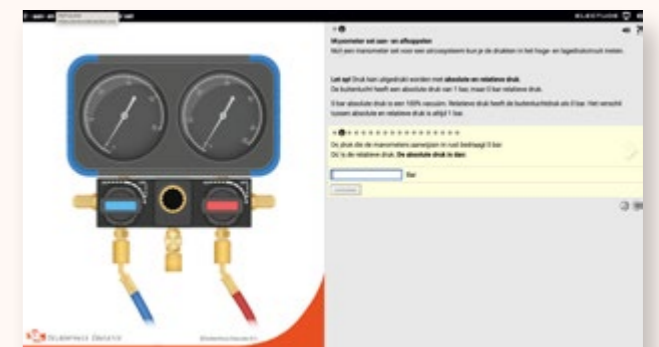 ELECTUDE
Manometer set aan- en afkoppelen
Met een manometer set voor een aircosysteem kun je de drukken in het hoge- en lagedrukcircuit meten.
Let op! Druk kan uitgedrukt worden met absolute en relatieve druk.
De buitenlucht heeft een absolute druk van 1 bar, maar 0 bar relatieve druk.
0 bar absolute druk is een 100% vacuüm. Relatieve druk heeft de buitenluchtdruk als 0 bar. Het verschil
tussen absolute en relatieve druk is altijd 1 bar.
De druk die de manometers aanwijzen in rust bedraagt 0 bar.
Dit is de relatieve druk. De absolute druk is dan:
Bar